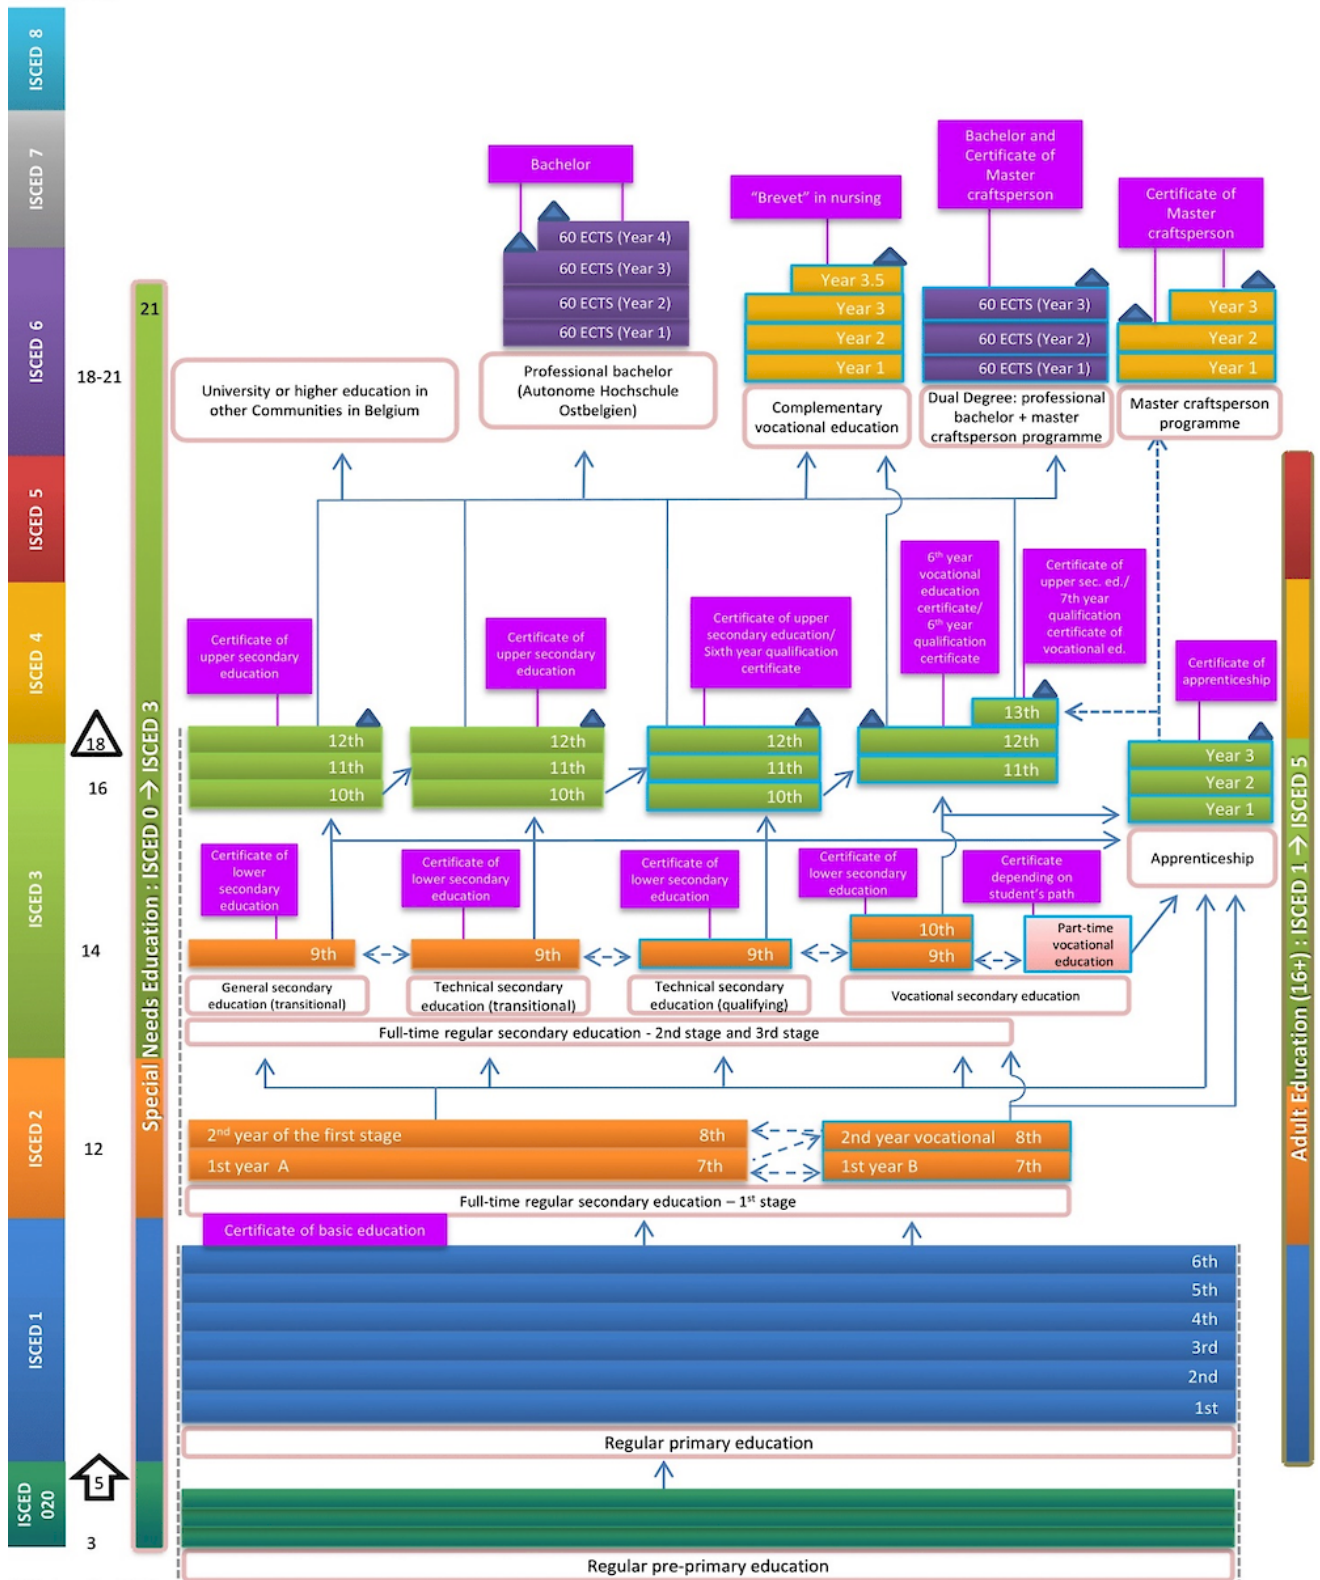 ISCED 8
ISCED 7
ISCED 6
ISCED 5
ISCED 4
ISCED 3
ISCED 2
ISCED 1
ISCED
020
18-21
18
16
14
12
5
3
21
Special Needs Education : ISCED 0 → ISCED 3
Adult Education (16+) : ISCED 1 → ISCED 5
Bachelor
60 ECTS (Year 4)
60 ECTS (Year 3)
60 ECTS (Year 2)
60 ECTS (Year 1)
"Brevet" in nursing
Year 3.5
Year 3
Year 2
Year 1
Bachelor and
Certificate of
Master
craftsperson
60 ECTS (Year 3)
60 ECTS (Year 2)
60 ECTS (Year 1)
Certificate of
Master
craftsperson
Year 3
Year 2
Year 1
University or higher education in
other Communities in Belgium
Professional bachelor
(Autonome Hochschule
Ostbelgien)
Complementary
vocational education
Dual Degree: professional
bachelor + master
craftsperson programme
Master craftsperson
programme
Certificate of
upper secondary
education
12th
11th
10th
Certificate of
upper secondary
education
12th
11th
10th
Certificate of upper
secondary education/
Sixth year qualification
certificate
12th
11th
10th
6th year
vocational
education
certificate/
6th year
qualification
certificate
Certificate of
upper sec. ed./
7th year
qualification
certificate of
vocational ed.
13th
12th
11th
Certificate of
apprenticeship
Year 3
Year 2
Year 1
Apprenticeship
Certificate of
lower
secondary
education
9th
Certificate of
lower secondary
education
9th
Certificate of
lower secondary
education
9th
Certificate of
lower secondary
education
10th
9th
Certificate
depending on
student's path
Part-time
vocational
education
General secondary
education (transitional)
Technical secondary
education (transitional)
Technical secondary
education (qualifying)
Vocational secondary education
Full-time regular secondary education - 2nd stage and 3rd stage
2nd year of the first stage 8th
1st year A 7th
2nd year vocational 8th
1st year B 7th
Full-time regular secondary education – 1st stage
Certificate of basic education
6th
5th
4th
3rd
2nd
1st
Regular primary education
Regular pre-primary education